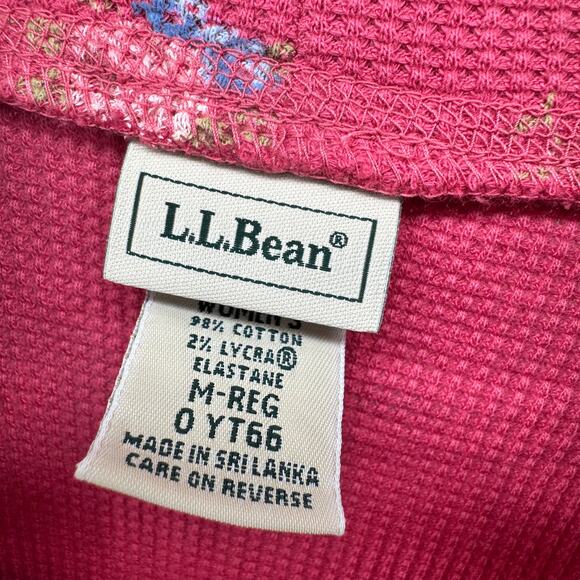 L.L.Bean®
WOMEN'S
98% COTTON
2% LYCRA®
ELASTANE
M-REG
0 YT66
MADE IN SRI LANKA
CARE ON REVERSE